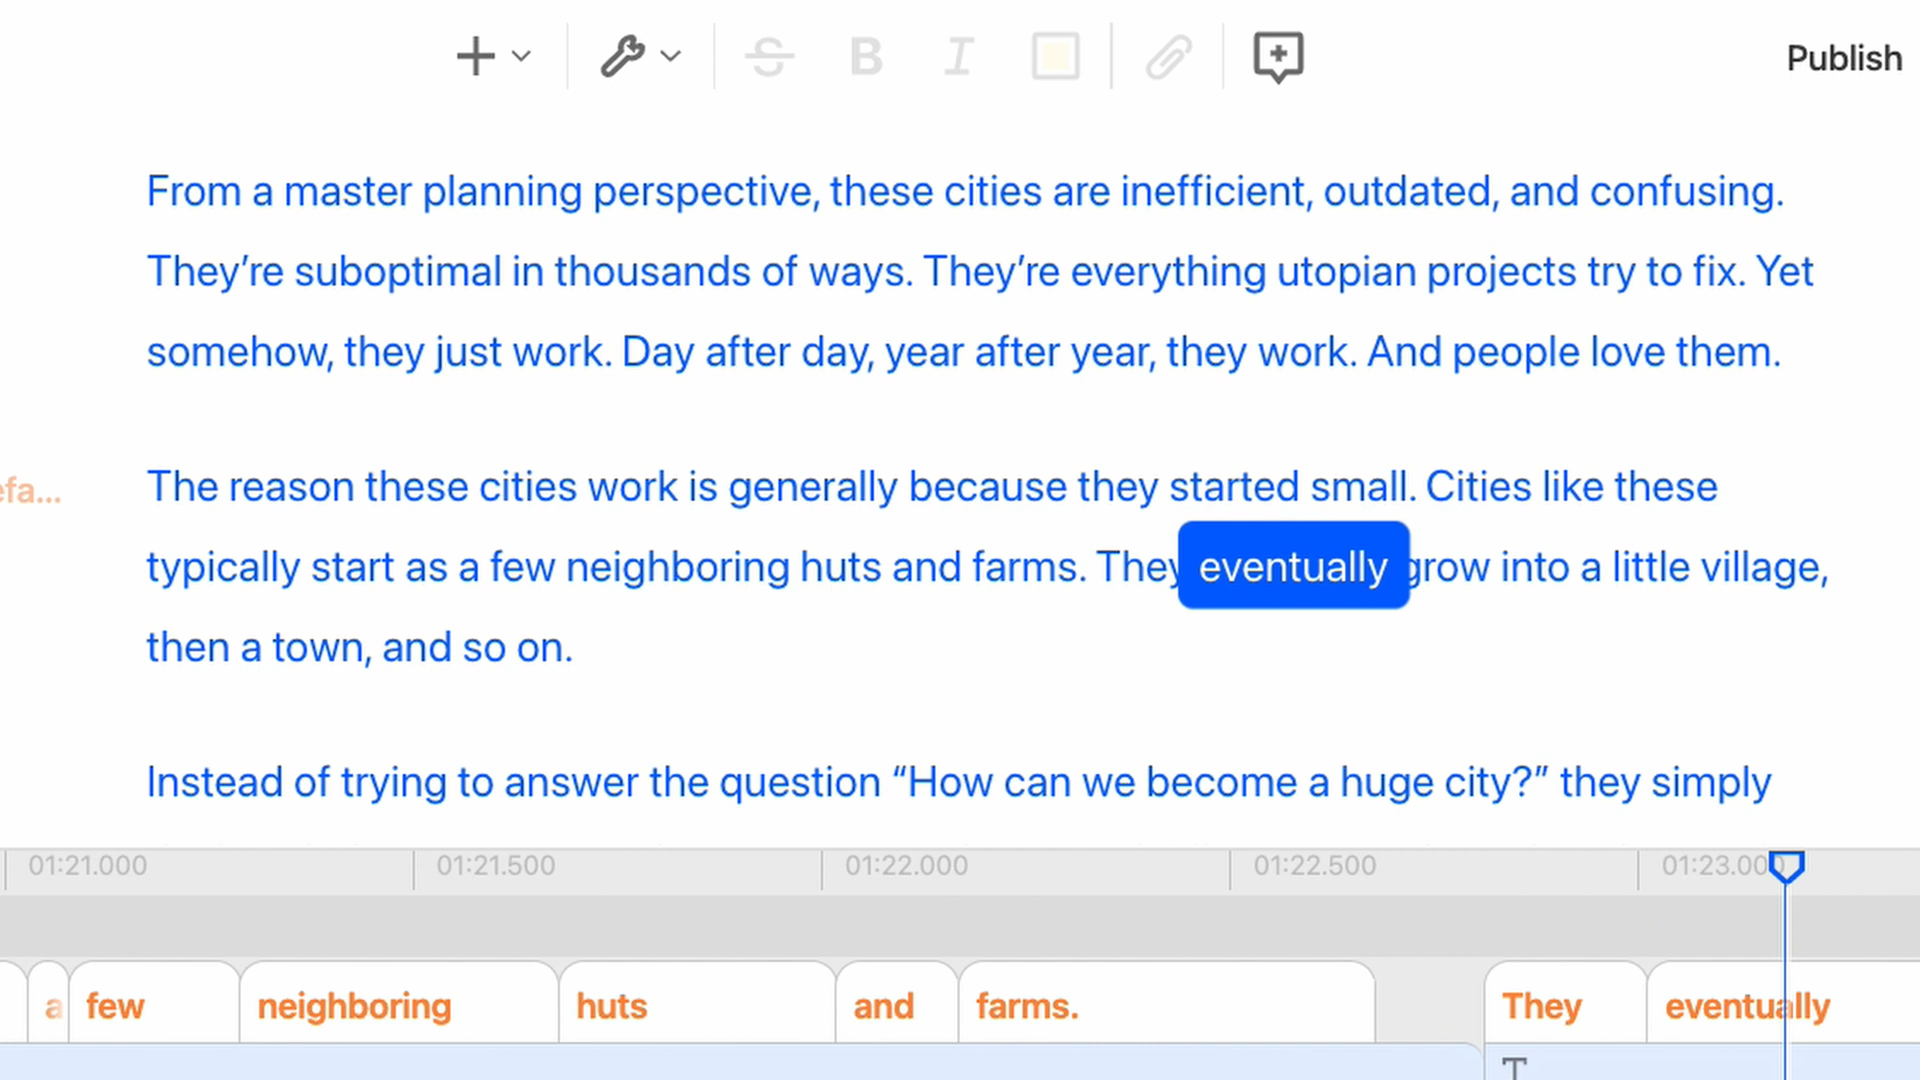 Publish
From a master planning perspective, these cities are inefficient, outdated, and confusing.
They’re suboptimal in thousands of ways. They’re everything utopian projects try to fix. Yet
somehow, they just work. Day after day, year after year, they work. And people love them.
efa...
The reason these cities work is generally because they started small. Cities like these
typically start as a few neighboring huts and farms. They eventually grow into a little village,
then a town, and so on.
Instead of trying to answer the question “How can we become a huge city?” they simply
01:21.000 01:21.500 01:22.000 01:22.500 01:23.000
a few neighboring huts and farms. They eventually
T